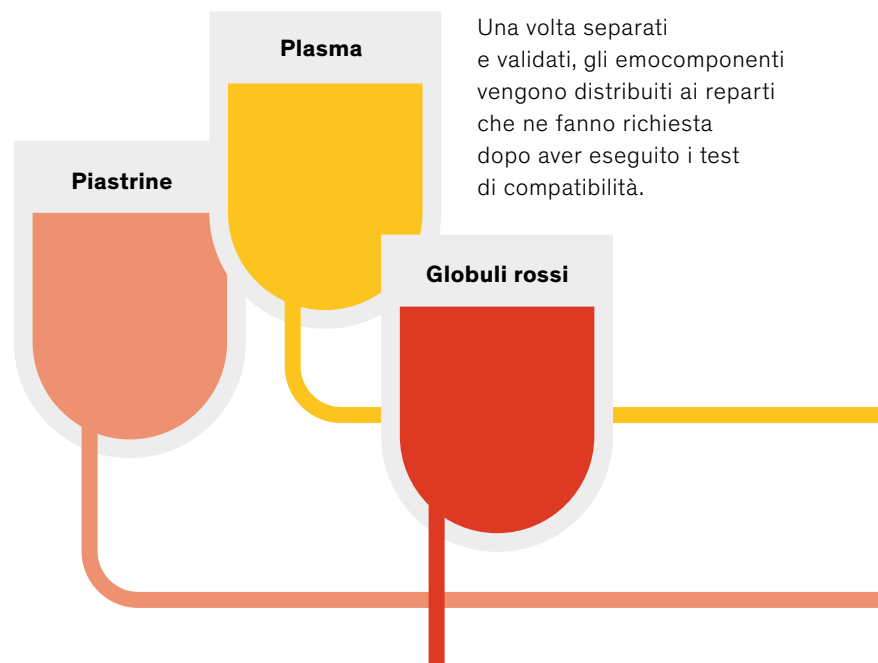 Plasma
Piastrine
Globuli rossi
Una volta separati
e validati, gli emocomponenti
vengono distribuiti ai reparti
che ne fanno richiesta
dopo aver eseguito i test
di compatibilità.